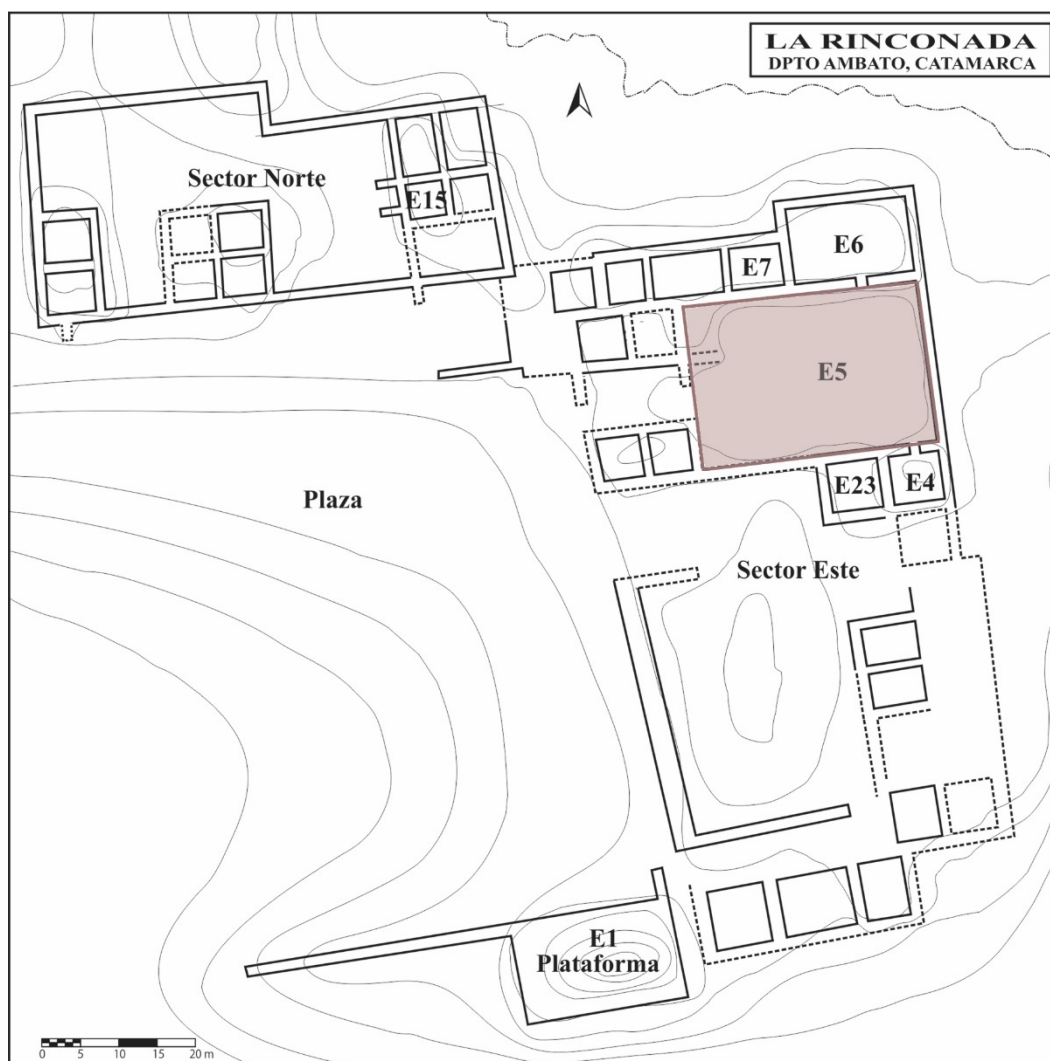 LA RINCONADA
DPTO AMBATO, CATAMARCA
Sector Norte
E15
E7
E6
E5
E23
E4
Plaza
Sector Este
E1
Plataforma
0 5 10 15 20 m